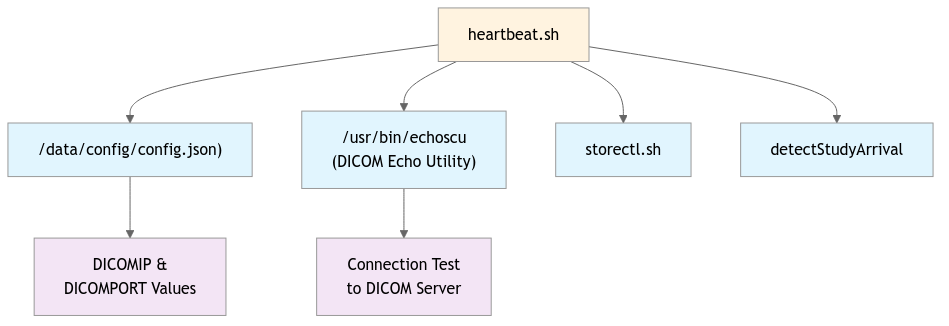 heartbeat.sh
/data/config/config.json)
/usr/bin/echoscu
(DICOM Echo Utility)
storectl.sh
detectStudyArrival
DICOMIP &
DICOMPORT Values
Connection Test
to DICOM Server